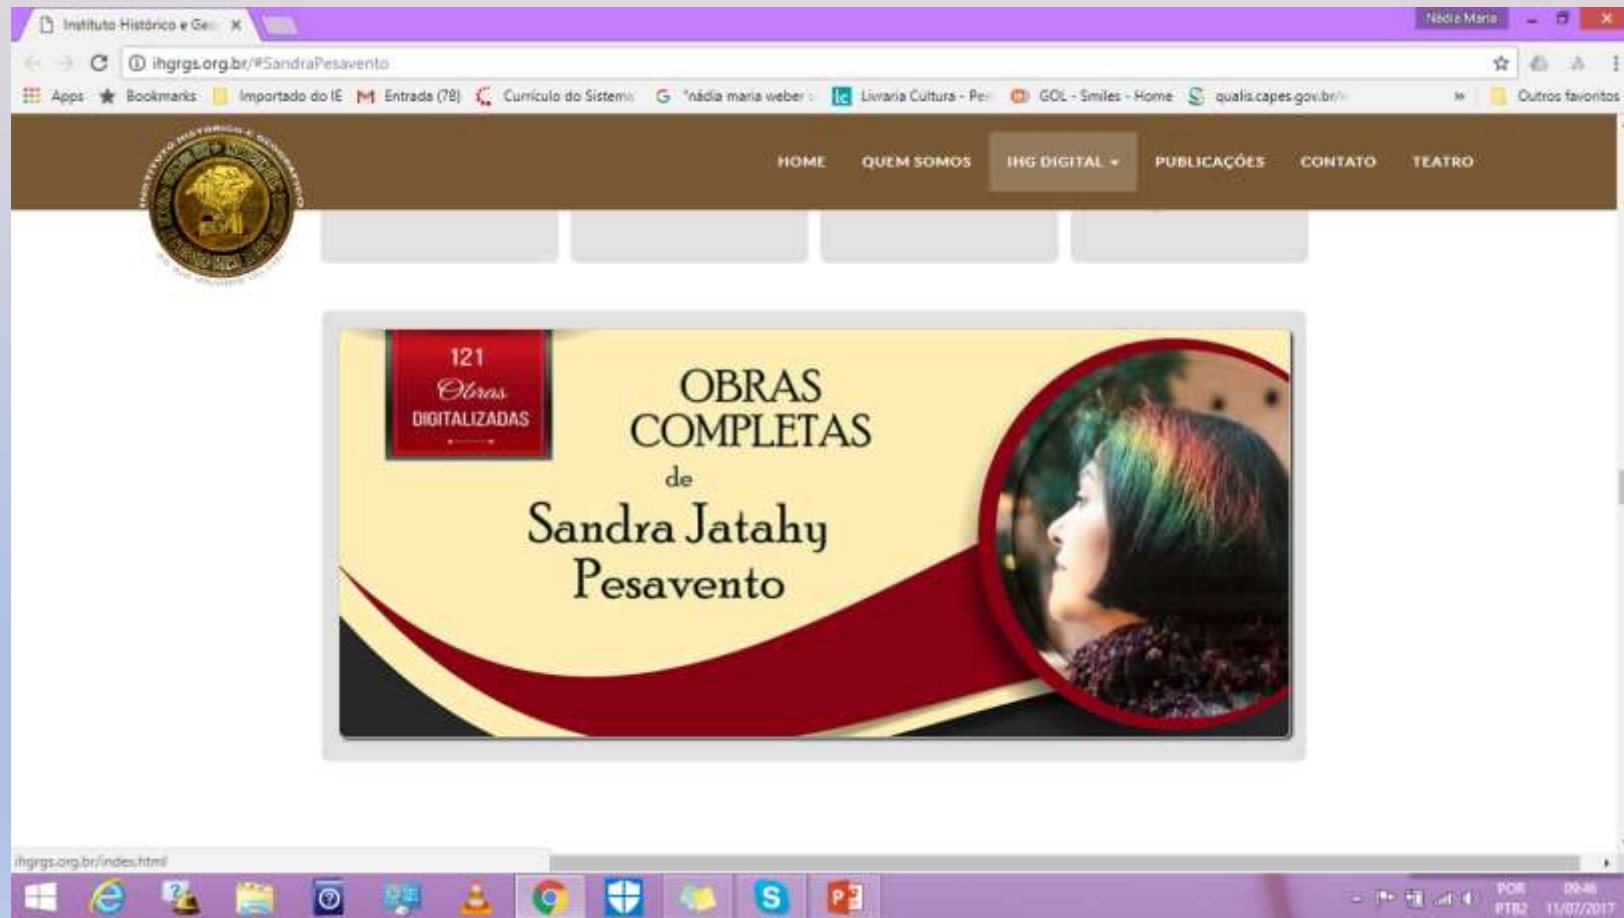 Instituto Histórico e Ge
Nádia Maria
ihgrgs.org.br/#SandraPesavento
Apps Bookmarks Importado do IE Entrada (78) Currículo do Sistema "nádia maria weber Livraria Cultura - Pe GOL - Smiles - Home qualis.capes.gov.br/ » Outros favoritos
INSTITUTO HISTORICO E GEOGRAFICO
HOME QUEM SOMOS IHG DIGITAL PUBLICAÇÕES CONTATO TEATRO
121
Obras
DIGITALIZADAS
OBRAS
COMPLETAS
de
Sandra Jatahy
Pesavento
ihgrgs.org.br/index.html
POR 09:46
PTB2 11/07/2017